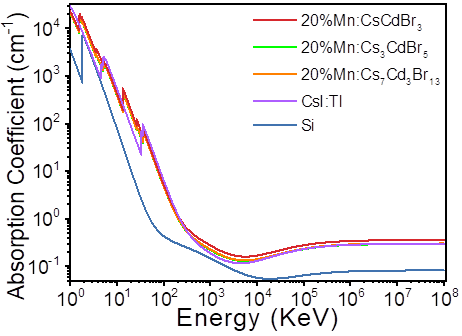 Absorption Coefficient (cm⁻¹)
10⁴
10³
10²
10¹
10⁰
10⁻¹
20%Mn:CsCdBr₃
20%Mn:Cs₃CdBr₅
20%Mn:Cs₇Cd₃Br₁₃
CsI:Tl
Si
10⁰ 10¹ 10² 10³ 10⁴ 10⁵ 10⁶ 10⁷ 10⁸
Energy (KeV)